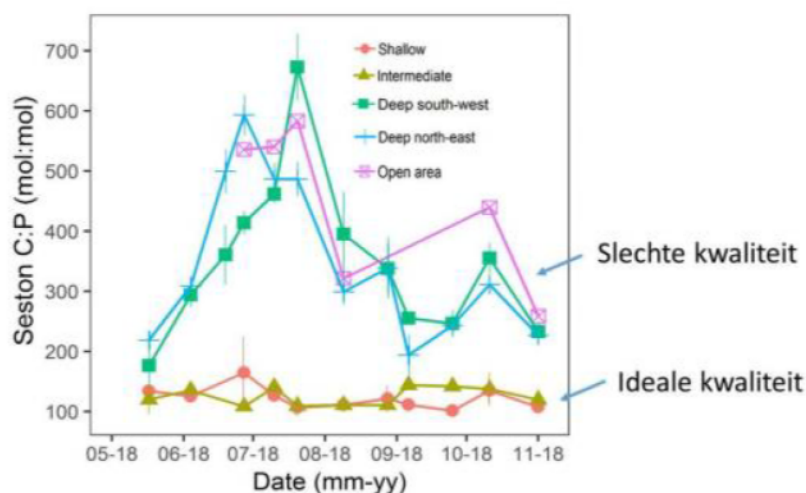 700
600
500
400
300
200
100
Seston C:P (mol:mol)
Shallow
Intermediate
Deep south-west
Deep north-east
Open area
Slechte kwaliteit
Ideale kwaliteit
05-18 06-18 07-18 08-18 09-18 10-18 11-18
Date (mm-yy)